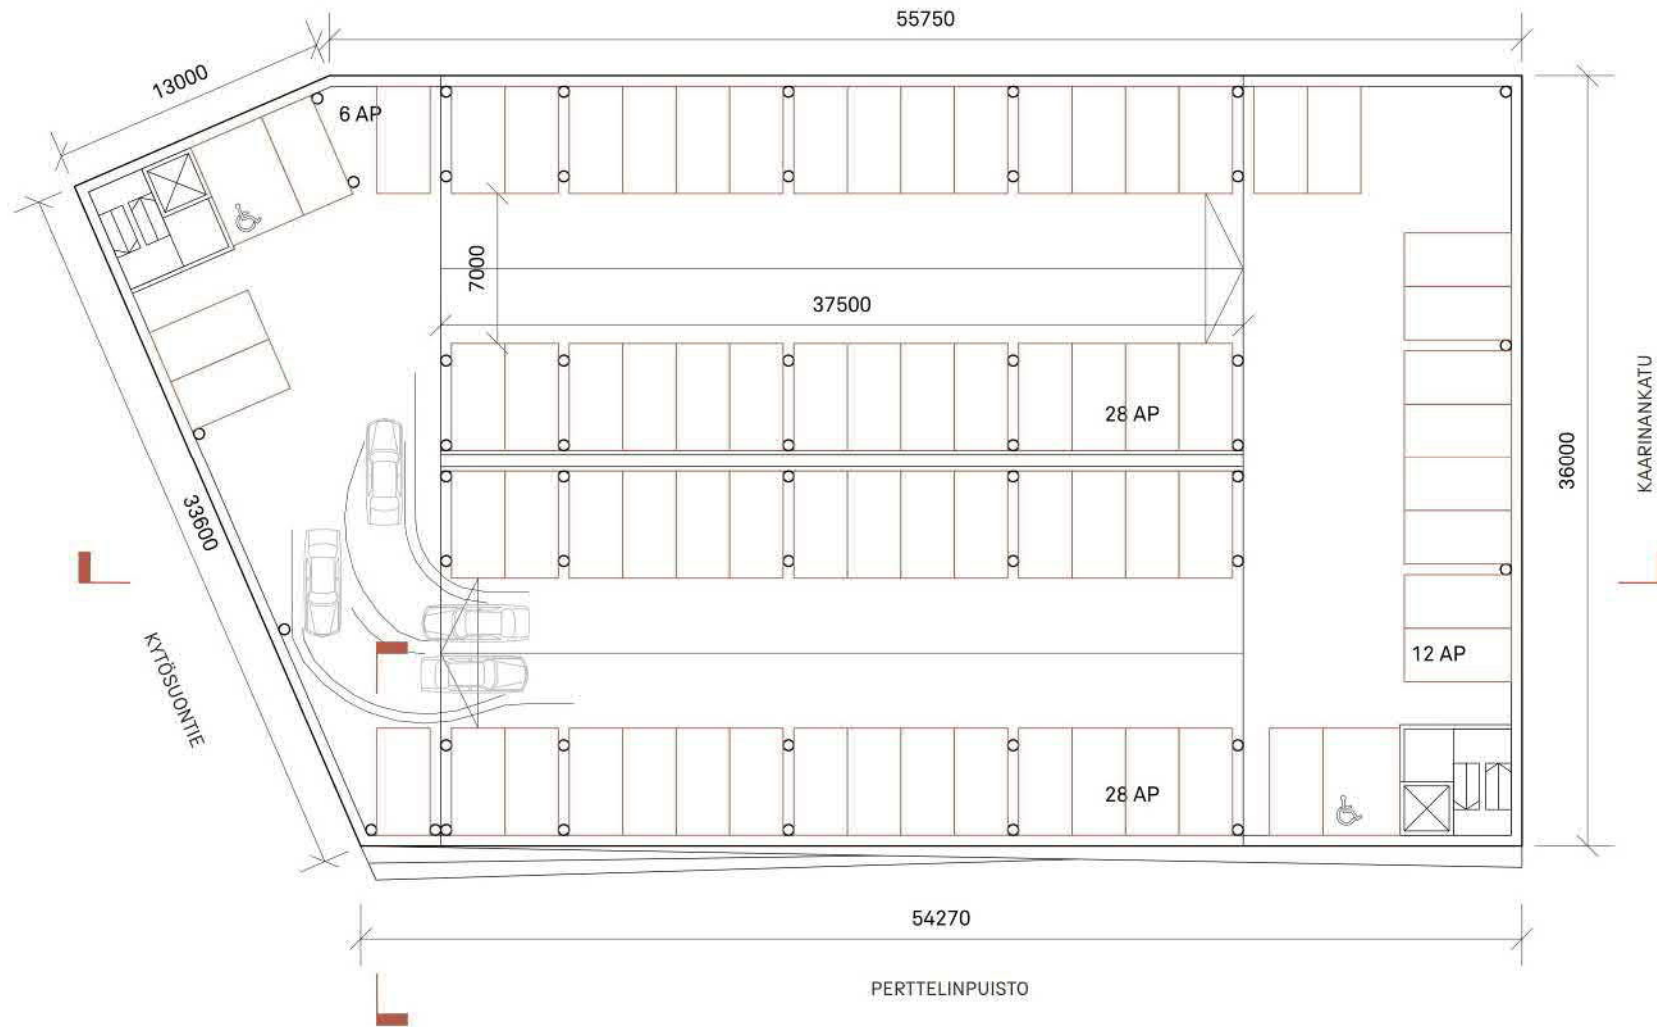 55750
13000
6 AP
7000
37500
28 AP
33600
36000
KAARINANKATU
KYTÖSUONTIE
12 AP
28 AP
54270
PERTTELINPUISTO